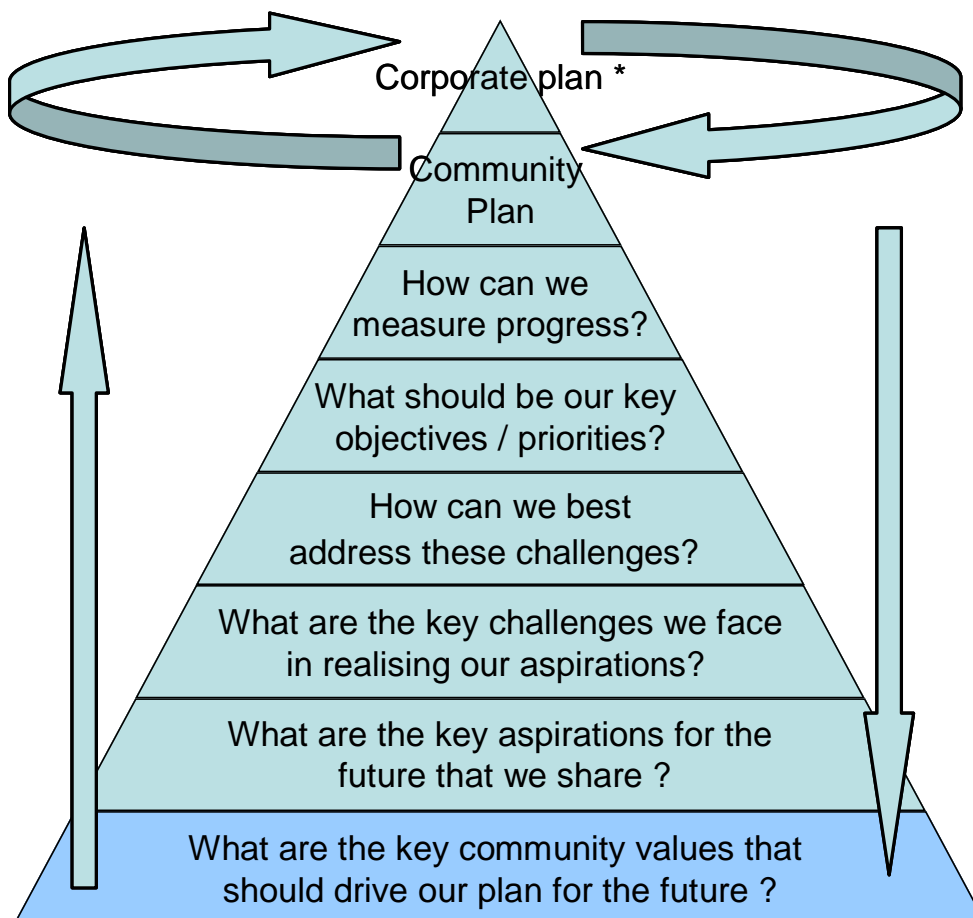 Corporate plan *
Community
Plan
How can we
measure progress?
What should be our key
objectives / priorities?
How can we best
address these challenges?
What are the key challenges we face
in realising our aspirations?
What are the key aspirations for the
future that we share ?
What are the key community values that
should drive our plan for the future ?